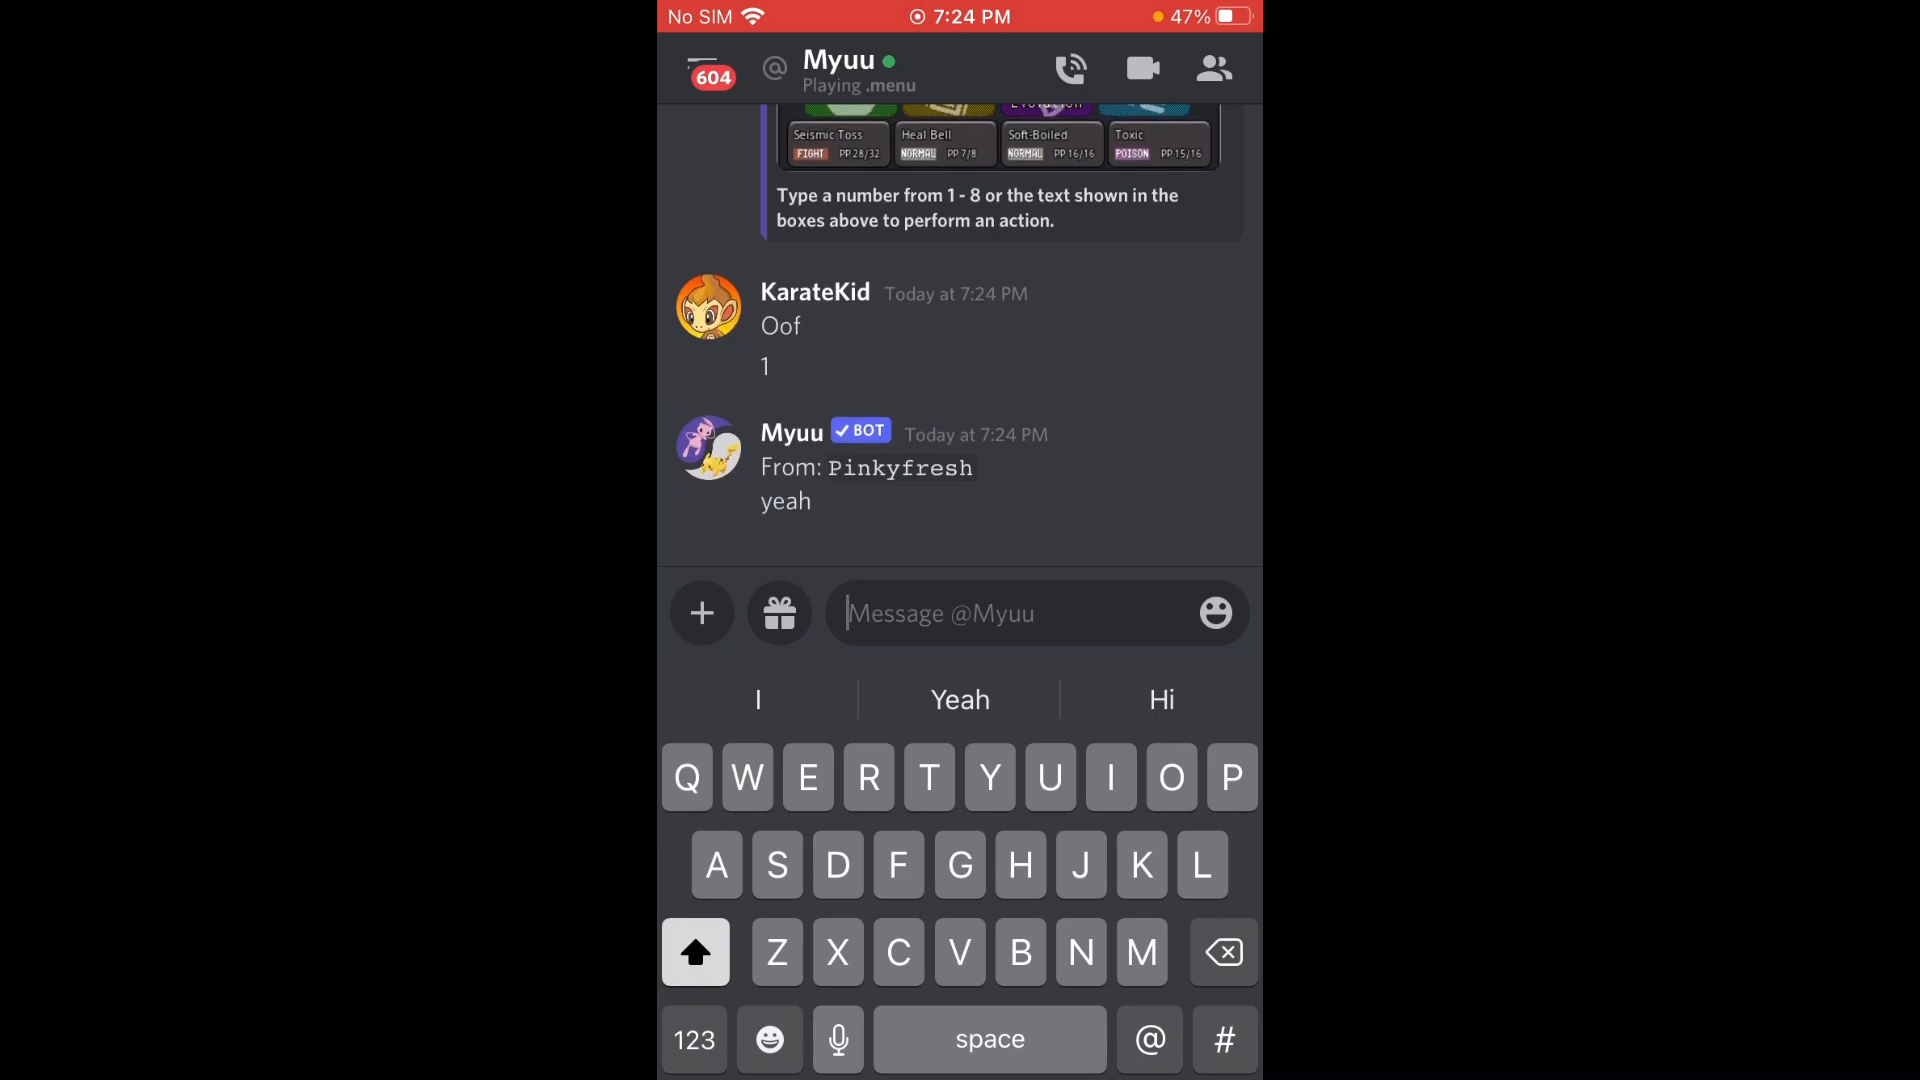 No SIM 7:24 PM 47%
604 @ Myuu
Playing .menu
Evolution
Seismic Toss Heal Bell Soft-Boiled Toxic
FIGHT PP 28/32 NORMAL PP 7/8 NORMAL PP 16/16 POISON PP 15/16
Type a number from 1 - 8 or the text shown in the
boxes above to perform an action.
KarateKid Today at 7:24 PM
Oof
1
Myuu BOT Today at 7:24 PM
From: Pinkyfresh
yeah
Message @Myuu
I Yeah Hi
Q W E R T Y U I O P
A S D F G H J K L
Z X C V B N M
123 space @ #